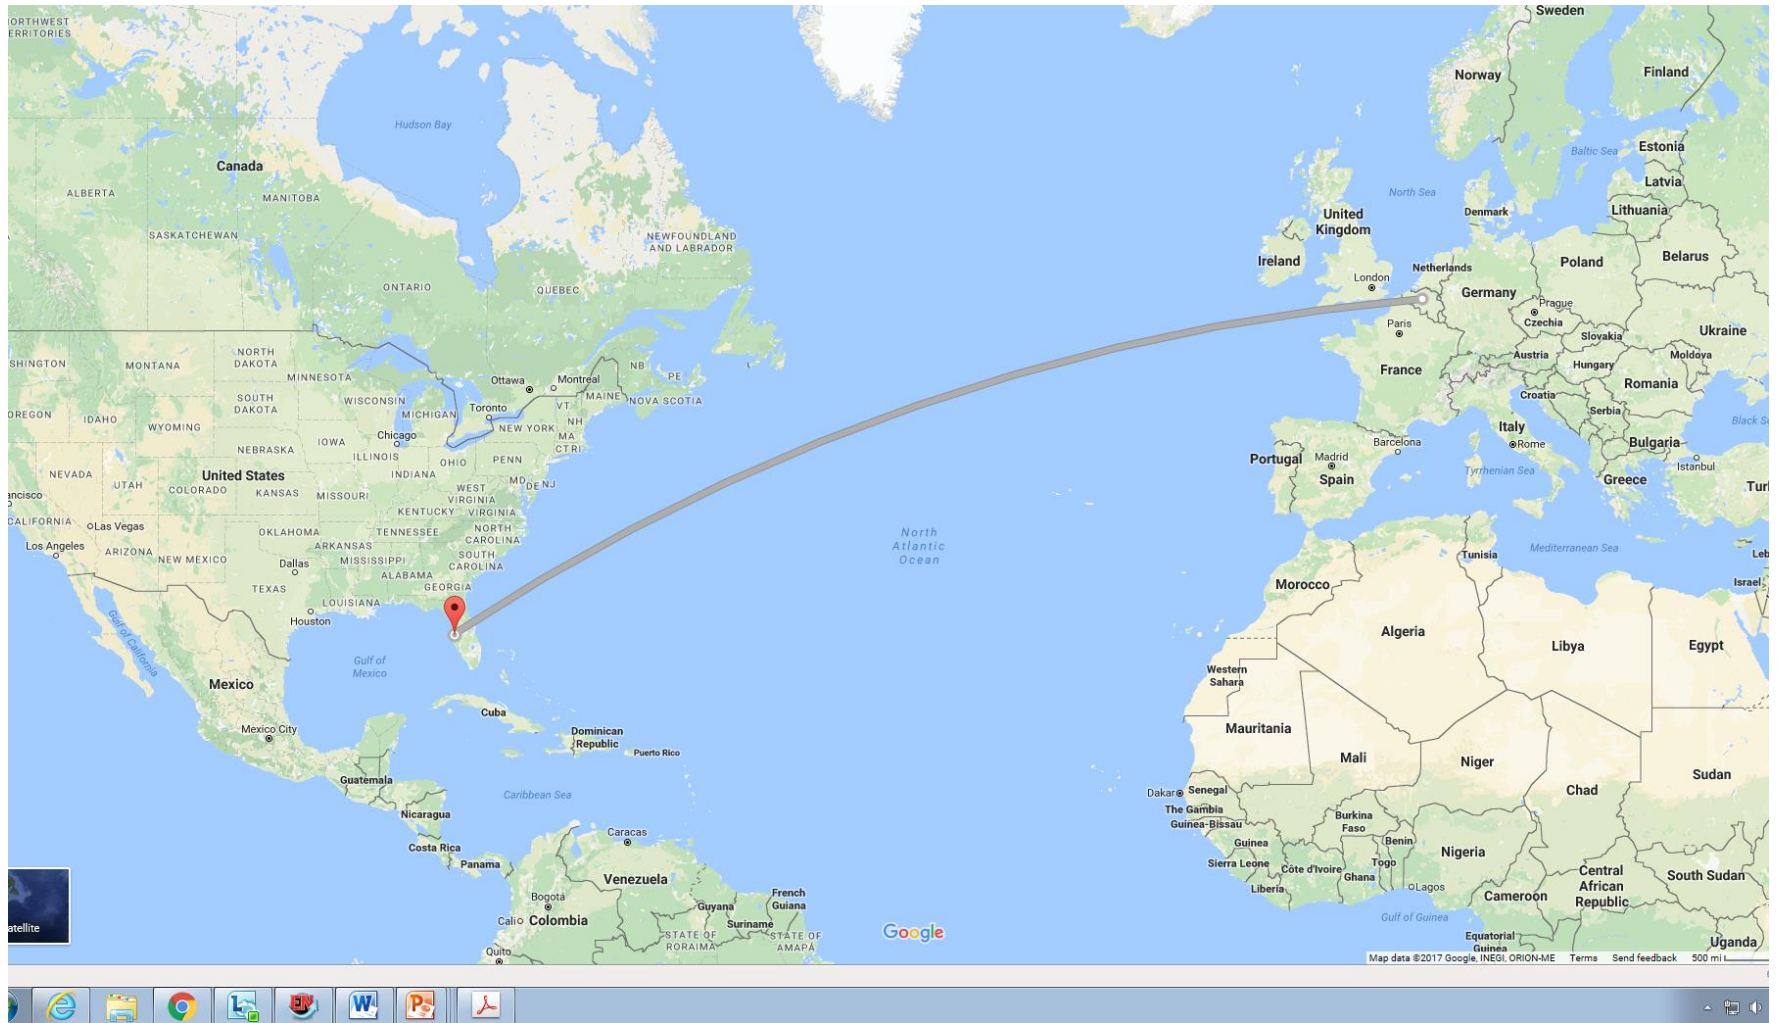 ORTHWEST
ERRITORIES
Sweden
Norway
Finland
Hudson Bay
Canada
Baltic Sea
Estonia
Latvia
Lithuania
ALBERTA
MANITOBA
North Sea
Denmark
United
Kingdom
SASKATCHEWAN
NEWFOUNDLAND
AND LABRADOR
Ireland
Netherlands
Poland
Belarus
London
ONTARIO
QUEBEC
Germany
Prague
Czechia
Paris
Slovakia
Ukraine
NORTH
DAKOTA
SHINGTON
MONTANA
MINNESOTA
Ottawa
Montreal
NB
PE
Austria
Moldova
France
Hungary
Romania
SOUTH
DAKOTA
WISCONSIN
MICHIGAN
Toronto
VT
MAINE
NOVA SCOTIA
Croatia
Serbia
OREGON
IDAHO
WYOMING
NEW YORK
NH
MA
CT RI
Italy
Rome
Bulgaria
Black S
Chicago
IOWA
NEBRASKA
ILLINOIS
INDIANA
OHIO
PENN
Barcelona
Portugal
Madrid
Spain
Tyrrhenian Sea
Istanbul
Greece
Tur
NEVADA
UTAH
United States
COLORADO
KANSAS
MISSOURI
WEST
VIRGINIA
MD
DE
NJ
ancisco
KENTUCKY
VIRGINIA
CALIFORNIA
Las Vegas
OKLAHOMA
TENNESSEE
NORTH
CAROLINA
North
Atlantic
Ocean
Los Angeles
ARIZONA
NEW MEXICO
ARKANSAS
Dallas
MISSISSIPPI
SOUTH
CAROLINA
Tunisia
Mediterranean Sea
Leb
ALABAMA
GEORGIA
TEXAS
LOUISIANA
Houston
Morocco
Israel
Gulf of California
Algeria
Libya
Egypt
Gulf of
Mexico
Western
Sahara
Mexico
Cuba
Mexico City
Dominican
Republic
Puerto Rico
Mauritania
Mali
Niger
Chad
Sudan
Guatemala
Caribbean Sea
Dakar
Senegal
Nicaragua
The Gambia
Guinea-Bissau
Burkina
Faso
Caracas
Costa Rica
Panama
Guinea
Benin
Nigeria
Sierra Leone
Côte d'Ivoire
Togo
Ghana
Venezuela
Liberia
Lagos
Central
African
Republic
South Sudan
Cameroon
French
Guiana
Bogotá
Guyana
Cali
Colombia
Suriname
Google
Gulf of Guinea
atellite
STATE OF
RORAIMA
STATE OF
AMAPÁ
Equatorial
Guinea
Uganda
Quito
Map data ©2017 Google, INEGI, ORION-ME Terms Send feedback 500 mi